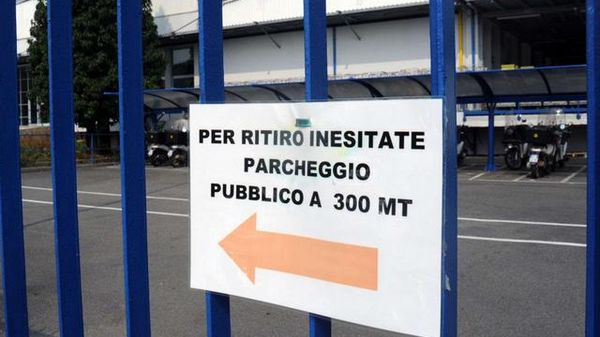 PER RITIRO INESITATE
PARCHEGGIO
PUBBLICO A 300 MT